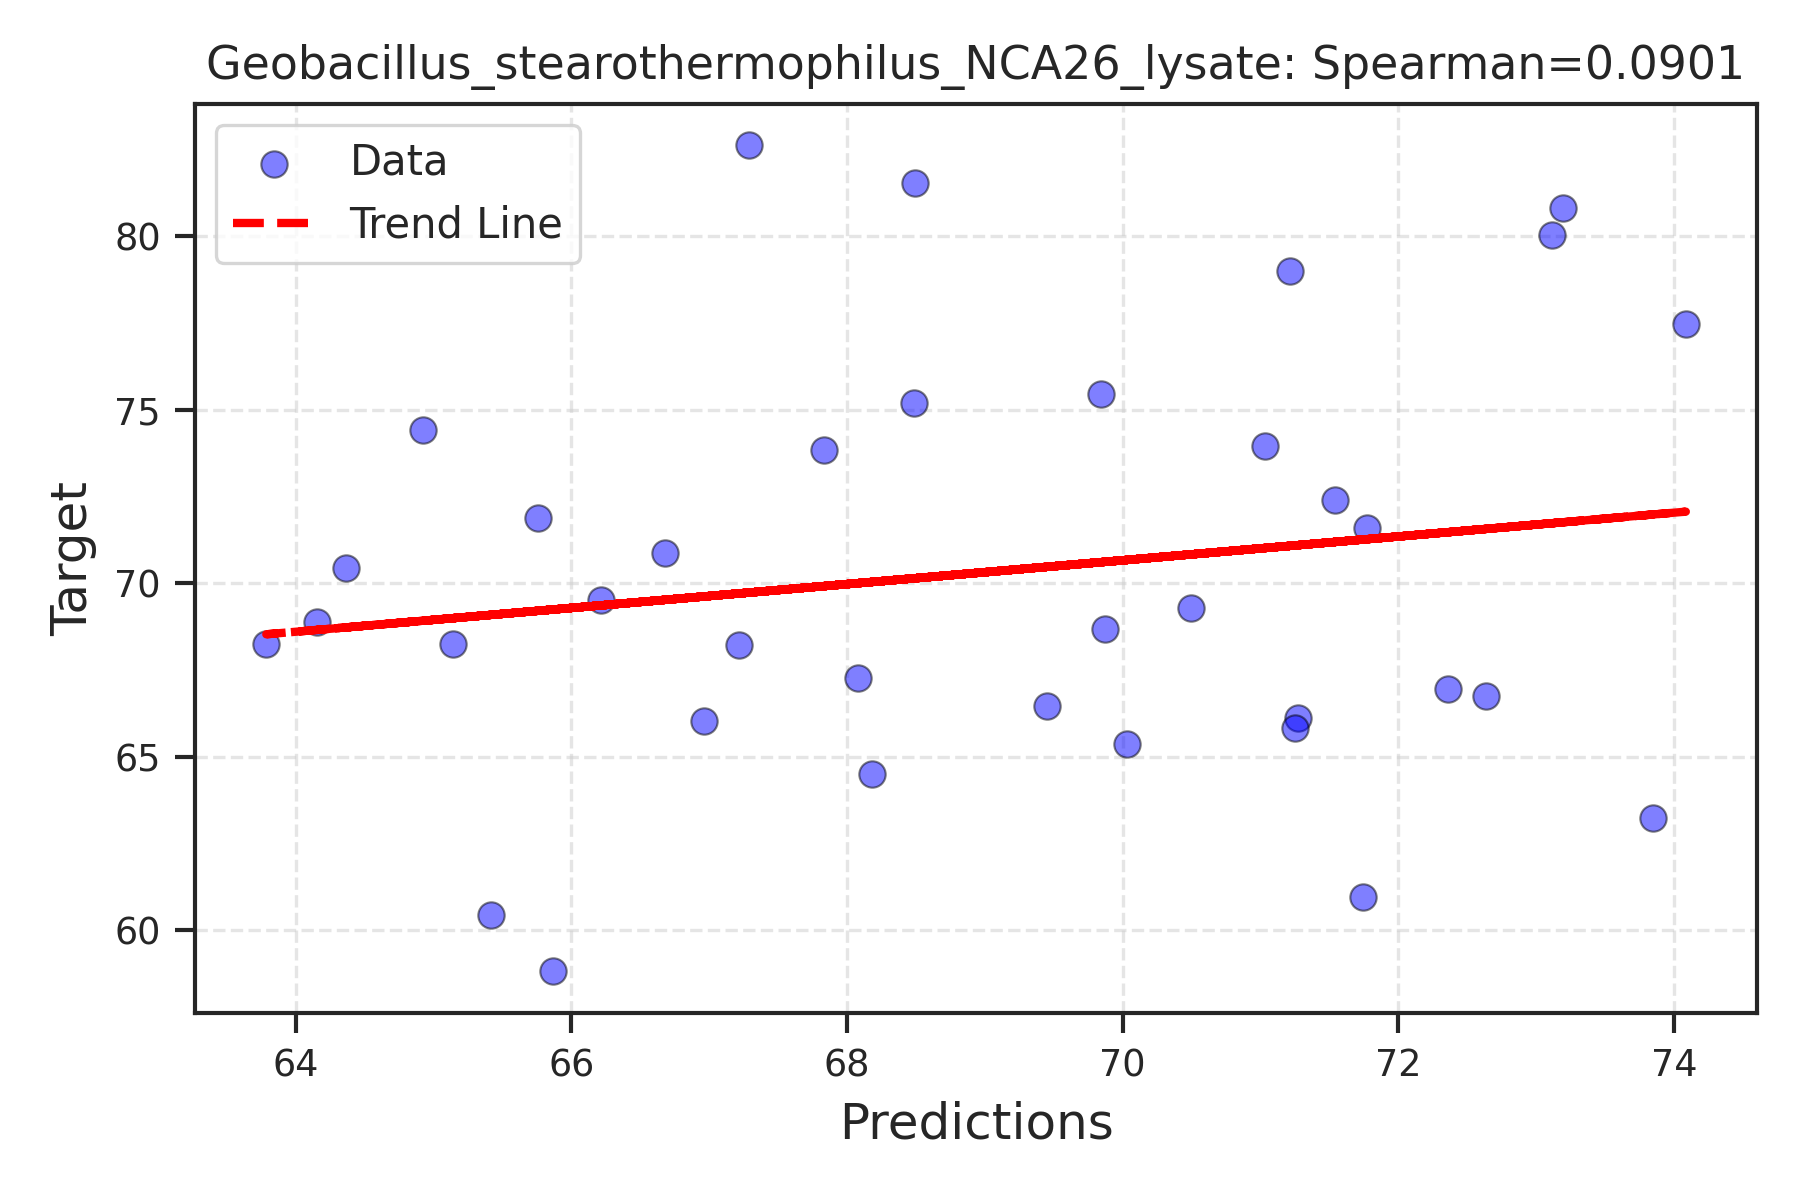 Geobacillus_stearothermophilus_NCA26_lysate: Spearman=0.0901
Data
Trend Line
Target
80
75
70
65
60
64 66 68 70 72 74
Predictions